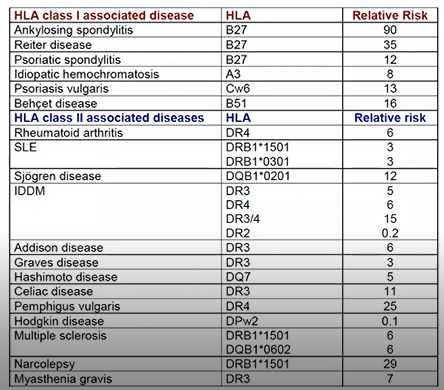 HLA class I associated disease HLA Relative Risk
Ankylosing spondylitis B27 90
Reiter disease B27 35
Psoriatic spondylitis B27 12
Idiopatic hemochromatosis A3 8
Psoriasis vulgaris Cw6 13
Behçet disease B51 16
HLA class II associated diseases HLA Relative risk
Rheumatoid arthritis DR4 6
SLE DRB1*1501 3
DRB1*0301 3
Sjögren disease DQB1*0201 12
IDDM DR3 5
DR4 6
DR3/4 15
DR2 0.2
Addison disease DR3 6
Graves disease DR3 3
Hashimoto disease DQ7 5
Celiac disease DR3 11
Pemphigus vulgaris DR4 25
Hodgkin disease DPw2 0.1
Multiple sclerosis DRB1*1501 6
DQB1*0602 6
Narcolepsy DRB1*1501 29
Myasthenia gravis DR3 7